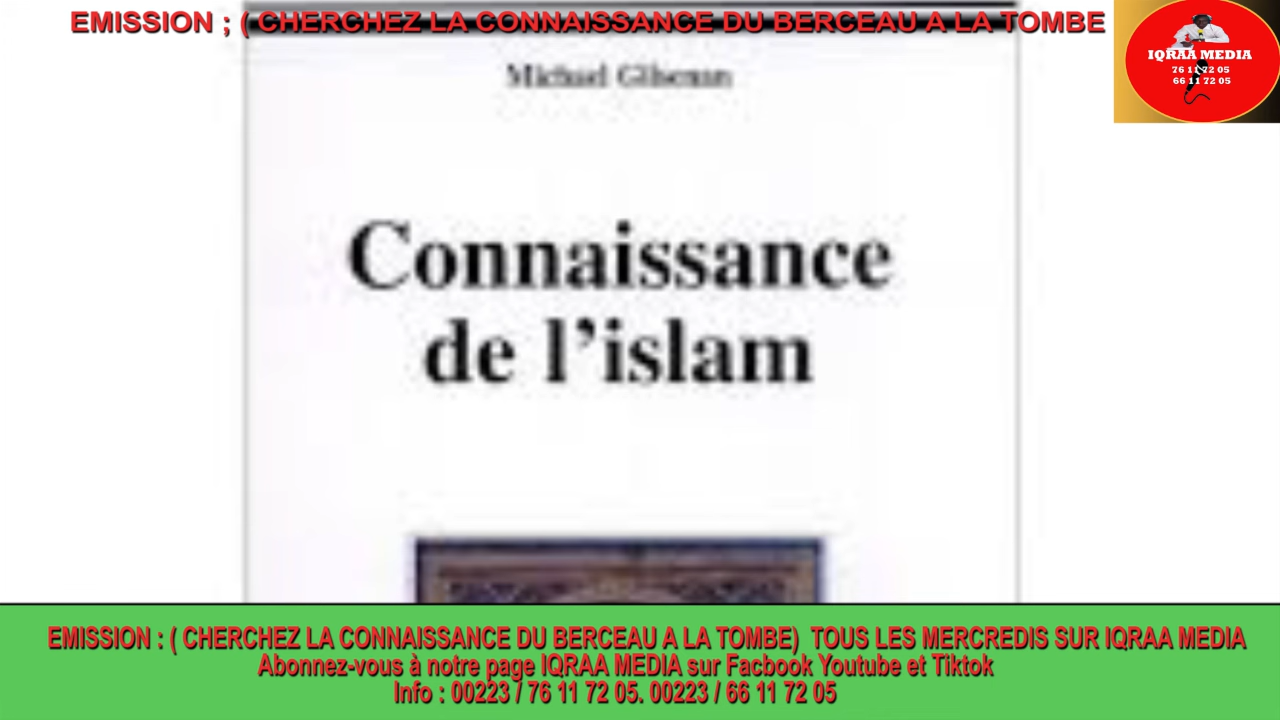 EMISSION ; ( CHERCHEZ LA CONNAISSANCE DU BERCEAU A LA TOMBE
IQRAA MEDIA
76 11 72 05
66 11 72 05
Michael Gilsenan
Connaissance
de l'islam
EMISSION : ( CHERCHEZ LA CONNAISSANCE DU BERCEAU A LA TOMBE) TOUS LES MERCREDIS SUR IQRAA MEDIA
Abonnez-vous à notre page IQRAA MEDIA sur Facbook Youtube et Tiktok
Info : 00223 / 76 11 72 05. 00223 / 66 11 72 05